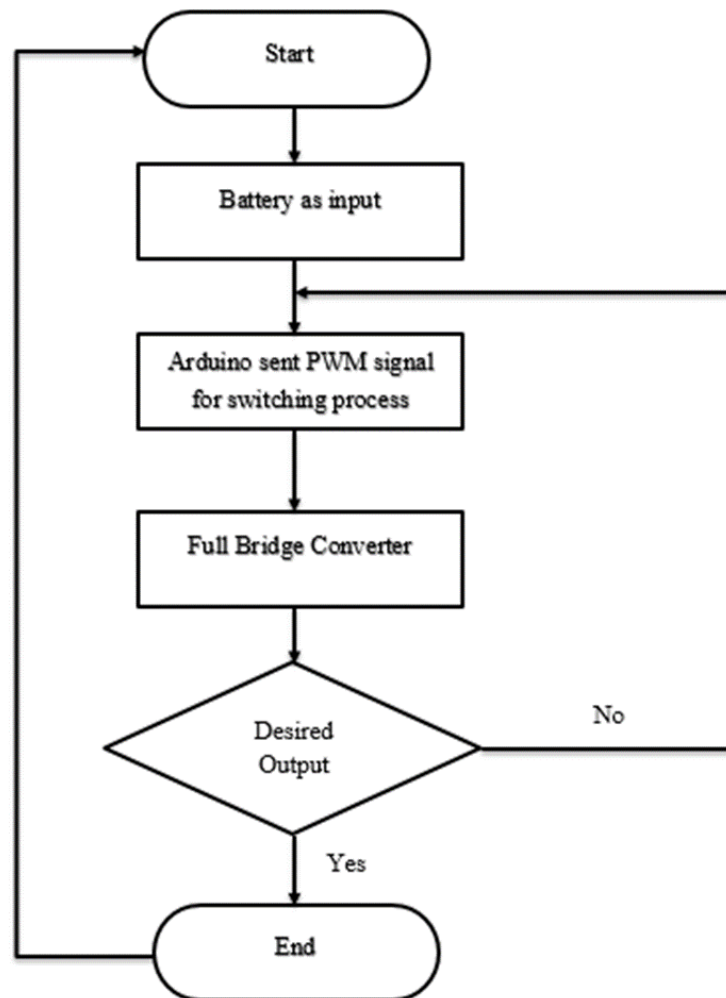 Start
Battery as input
Arduino sent PWM signal
for switching process
Full Bridge Converter
Desired
Output
No
Yes
End